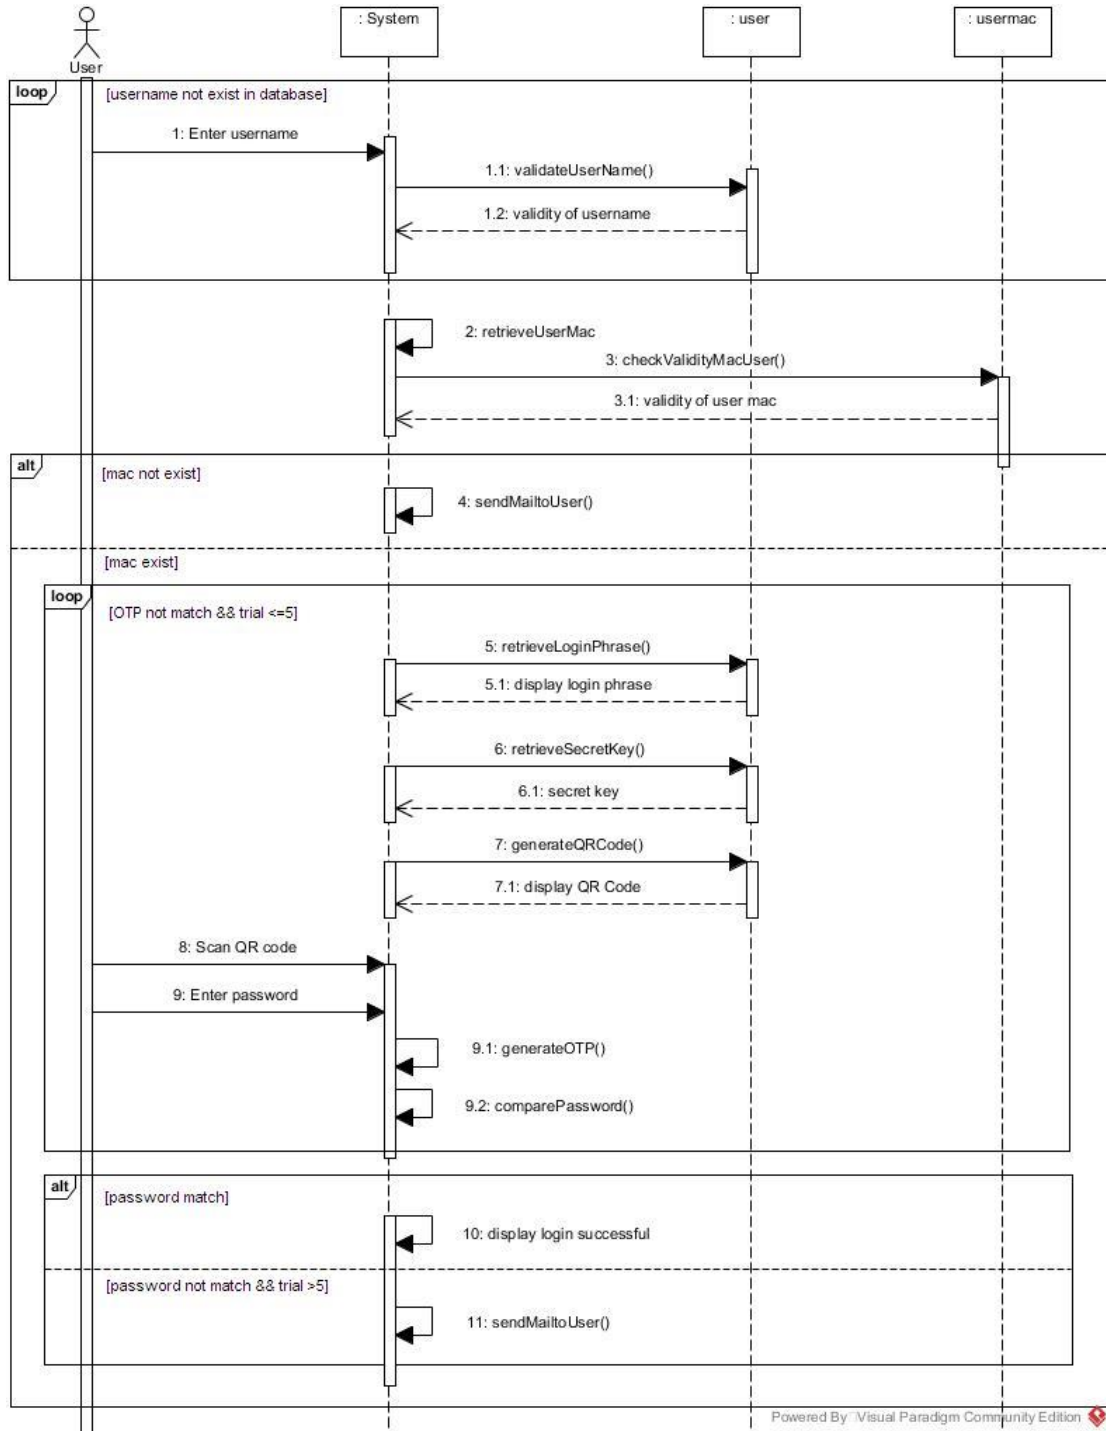 : System
: user
: usermac
User
loop
[username not exist in database]
1: Enter username
1.1: validateUserName()
1.2: validity of username
2: retrieveUserMac
3: checkValidityMacUser()
3.1: validity of user mac
alt
[mac not exist]
4: sendMailtoUser()
[mac exist]
loop
[OTP not match && trial <=5]
5: retrieveLoginPhrase()
5.1: display login phrase
6: retrieveSecretKey()
6.1: secret key
7: generateQRCode()
7.1: display QR Code
8: Scan QR code
9: Enter password
9.1: generateOTP()
9.2: comparePassword()
alt
[password match]
10: display login successful
[password not match && trial >5]
11: sendMailtoUser()
Powered By Visual Paradigm Community Edition